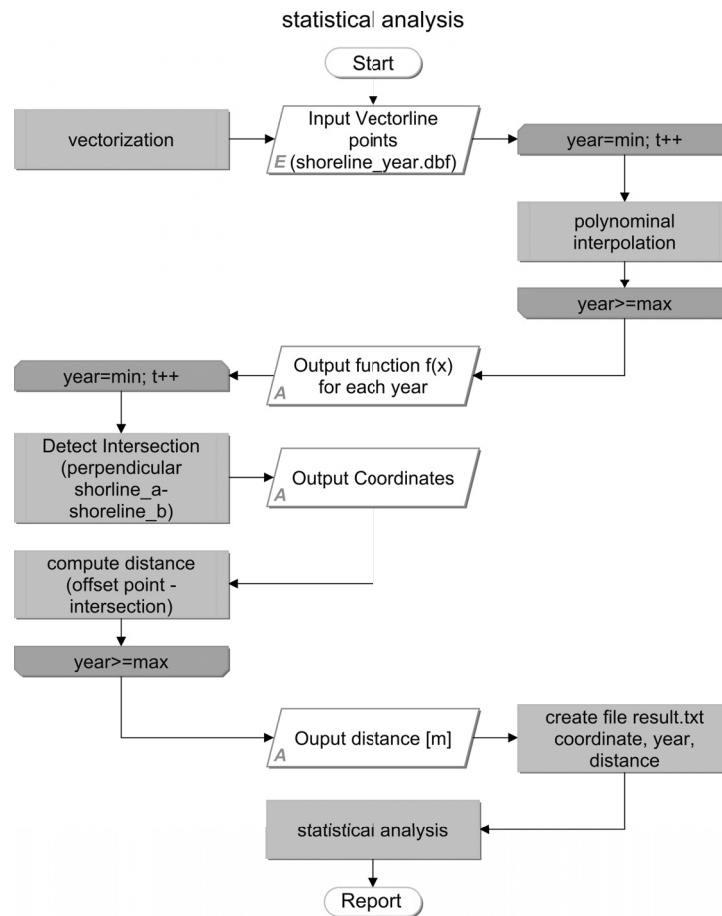 statistical analysis
Start
vectorization
Input Vectorline
points
(shoreline_year.dbf)
E
year=min; t++
polynominal
interpolation
year>=max
Output function f(x)
for each year
A
year=min; t++
Detect Intersection
(perpendicular
shorline_a-
shoreline_b)
Output Coordinates
A
compute distance
(offset point -
intersection)
year>=max
Ouput distance [m]
A
create file result.txt
coordinate, year,
distance
statistical analysis
Report